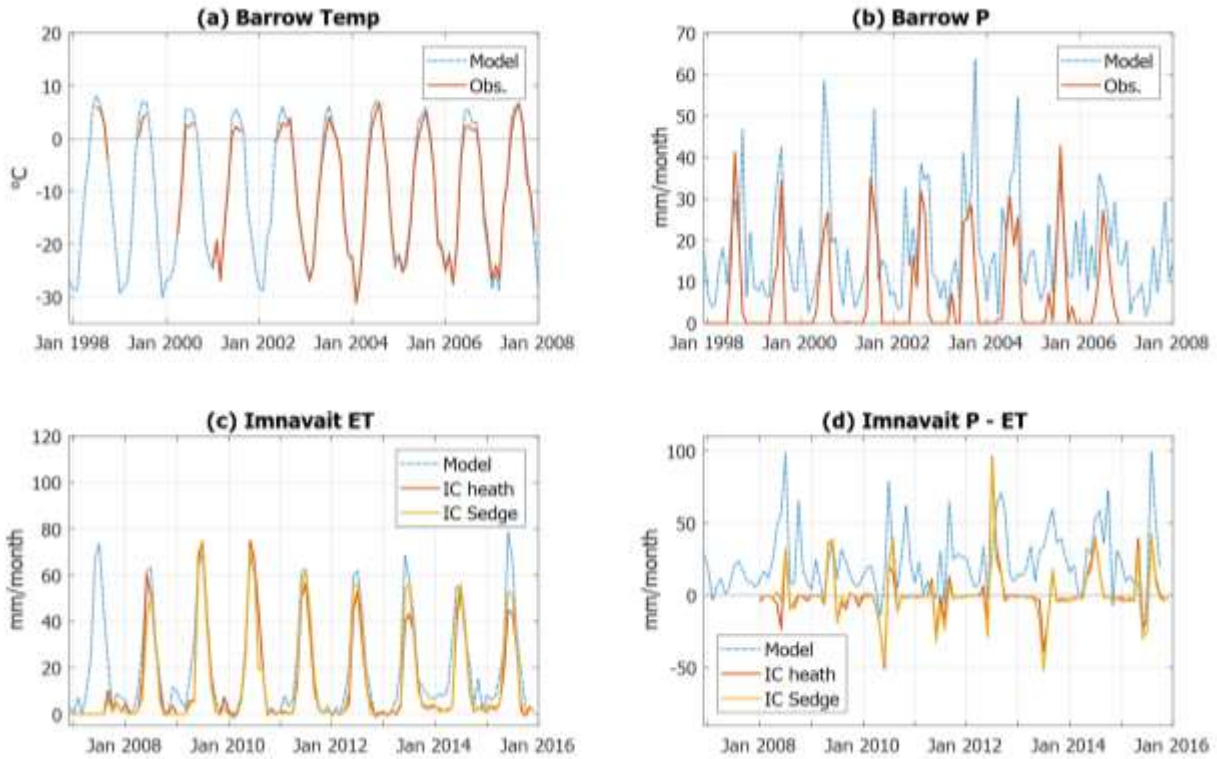 (a) Barrow Temp
20
10
0
-10
-20
-30
°C
Model
Obs.
Jan 1998 Jan 2000 Jan 2002 Jan 2004 Jan 2006 Jan 2008
(b) Barrow P
70
60
50
40
30
20
10
0
mm/month
Model
Obs.
Jan 1998 Jan 2000 Jan 2002 Jan 2004 Jan 2006 Jan 2008
(c) Imnavait ET
120
100
80
60
40
20
0
mm/month
Model
IC heath
IC Sedge
Jan 2008 Jan 2010 Jan 2012 Jan 2014 Jan 2016
(d) Imnavait P - ET
100
50
0
-50
mm/month
Model
IC heath
IC Sedge
Jan 2008 Jan 2010 Jan 2012 Jan 2014 Jan 2016